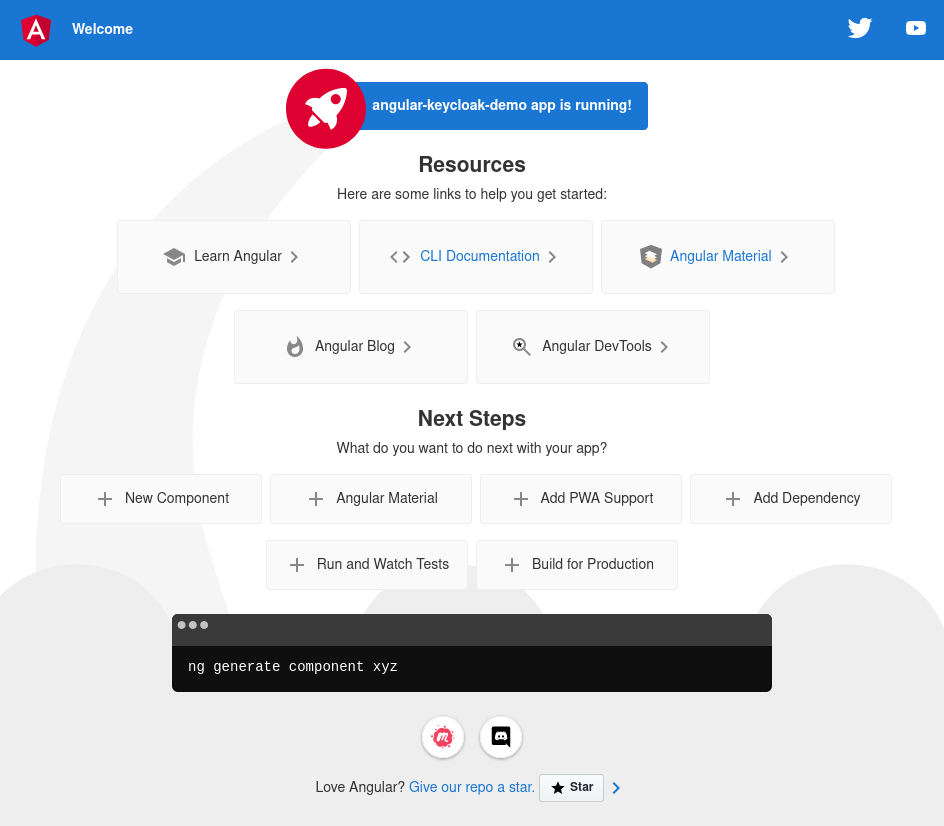 Welcome
angular-keycloak-demo app is running!
Resources
Here are some links to help you get started:
Learn Angular
CLI Documentation
Angular Material
Angular Blog
Angular DevTools
Next Steps
What do you want to do next with your app?
New Component
Angular Material
Add PWA Support
Add Dependency
Run and Watch Tests
Build for Production
ng generate component xyz
Love Angular? Give our repo a star. Star